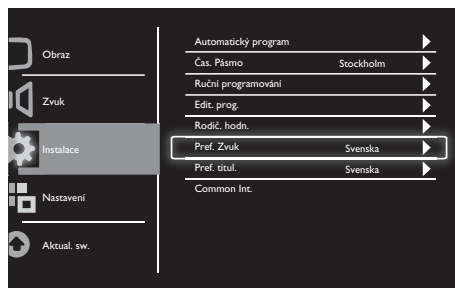 Obraz
Zvuk
Instalace
Nastavení
Aktual. sw.
Automatický program
Čas. Pásmo Stockholm
Ruční programování
Edit. prog.
Rodič. hodn.
Pref. Zvuk Svenska
Pref. titul. Svenska
Common Int.